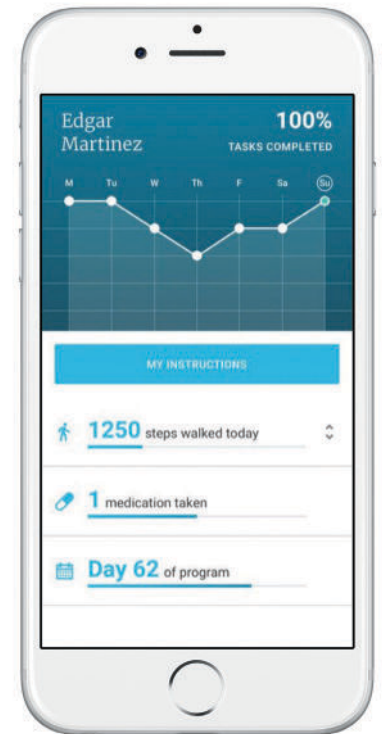 Edgar
Martinez
100%
TASKS COMPLETED
M Tu W Th F Sa Su
MY INSTRUCTIONS
1250 steps walked today
1 medication taken
Day 62 of program